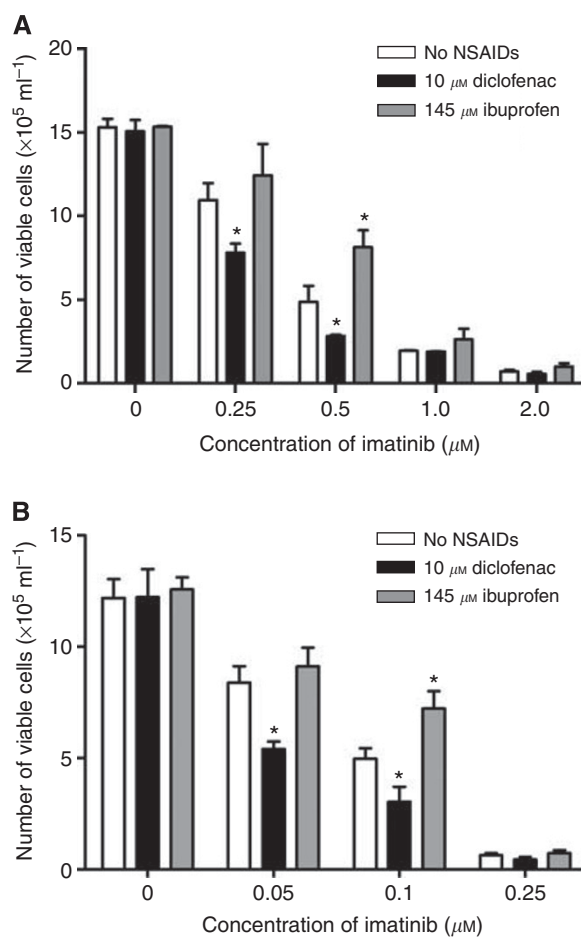 A
20
15
10
5
0
Number of viable cells (×10⁵ ml⁻¹)
No NSAIDs
10 μM diclofenac
145 μM ibuprofen
*
*
*
0 0.25 0.5 1.0 2.0
Concentration of imatinib (μM)
B
15
10
5
0
Number of viable cells (×10⁵ ml⁻¹)
No NSAIDs
10 μM diclofenac
145 μM ibuprofen
*
*
*
0 0.05 0.1 0.25
Concentration of imatinib (μM)